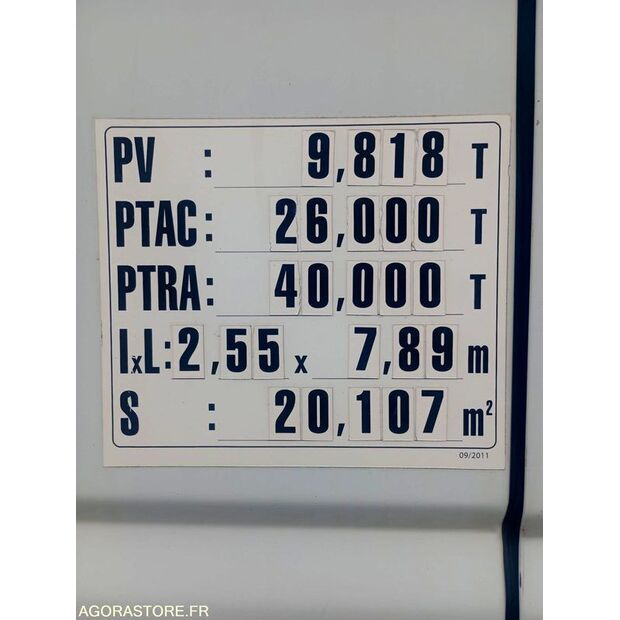 PV : 9,818 T
PTAC: 26,000 T
PTRA: 40,000 T
lxL: 2,55 x 7,89 m
S : 20,107 m²
09/2011
AGORASTORE.FR